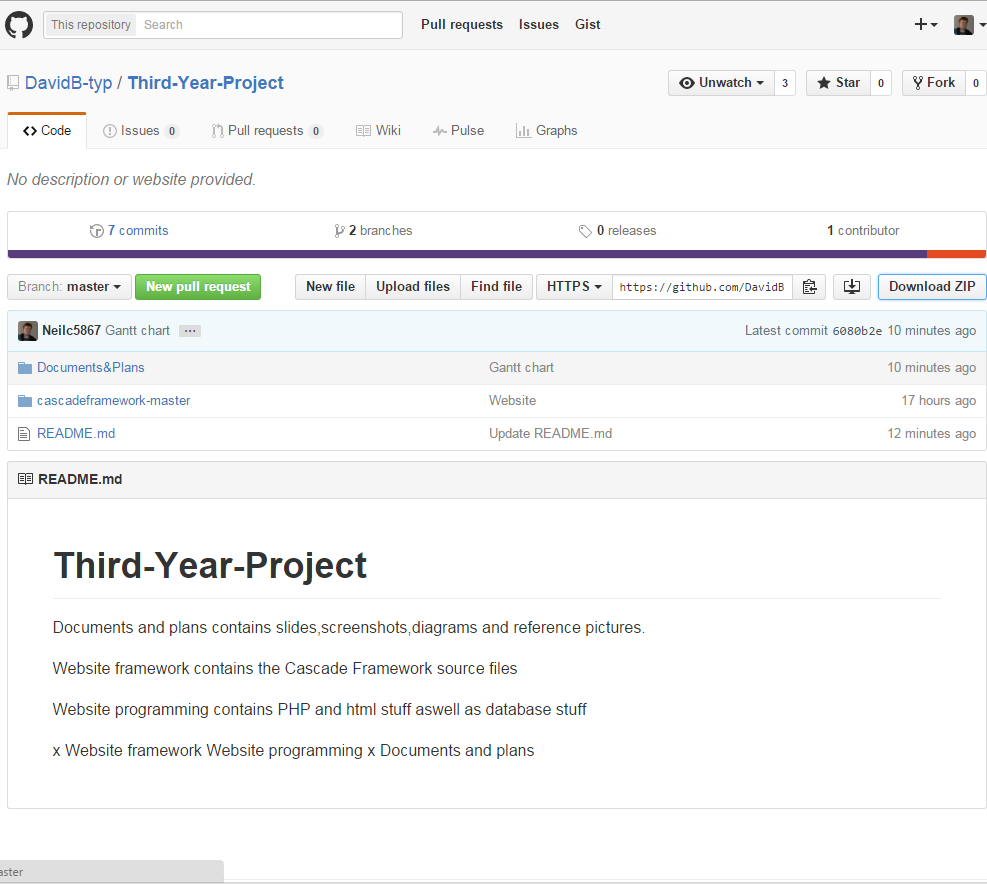 This repository Search Pull requests Issues Gist
DavidB-typ / Third-Year-Project Unwatch 3 Star 0 Fork 0
Code Issues 0 Pull requests 0 Wiki Pulse Graphs
No description or website provided.
7 commits 2 branches 0 releases 1 contributor
Branch: master New pull request New file Upload files Find file HTTPS https://github.com/DavidB Download ZIP
Neilc5867 Gantt chart … Latest commit 6080b2e 10 minutes ago
Documents&Plans Gantt chart 10 minutes ago
cascadeframework-master Website 17 hours ago
README.md Update README.md 12 minutes ago
README.md
Third-Year-Project
Documents and plans contains slides,screenshots,diagrams and reference pictures.
Website framework contains the Cascade Framework source files
Website programming contains PHP and html stuff aswell as database stuff
x Website framework Website programming x Documents and plans
aster